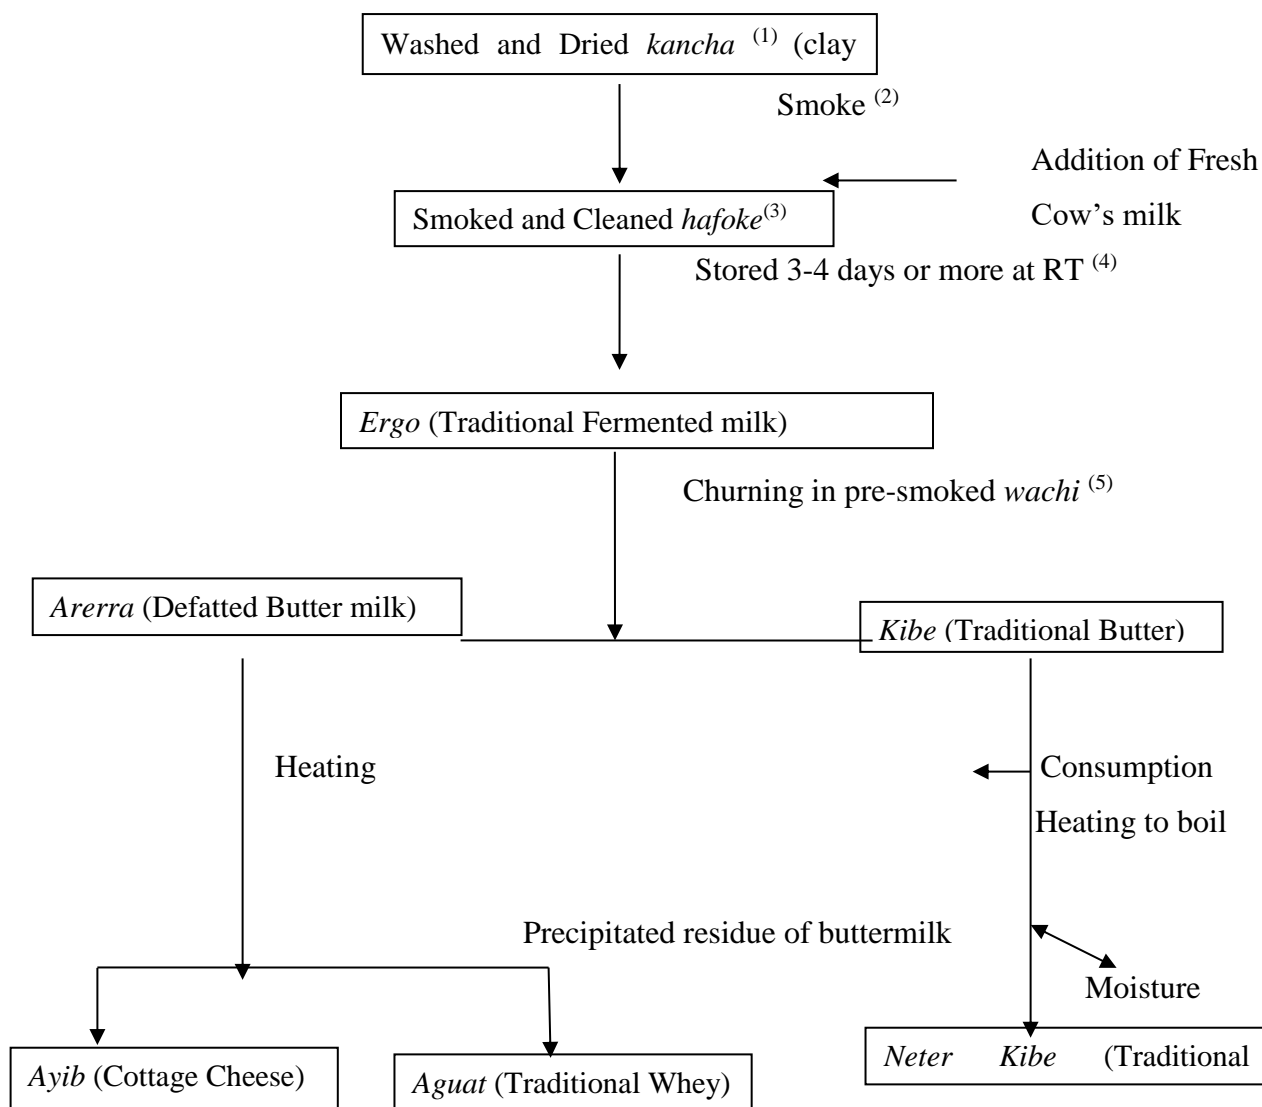 Washed and Dried kancha (1) (clay
Smoke (2)
Addition of Fresh
Cow's milk
Smoked and Cleaned hafoke(3)
Stored 3-4 days or more at RT (4)
Ergo (Traditional Fermented milk)
Churning in pre-smoked wachi (5)
Arerra (Defatted Butter milk)
Kibe (Traditional Butter)
Heating
Consumption
Heating to boil
Precipitated residue of buttermilk
Moisture
Ayib (Cottage Cheese)
Aguat (Traditional Whey)
Neter Kibe (Traditional